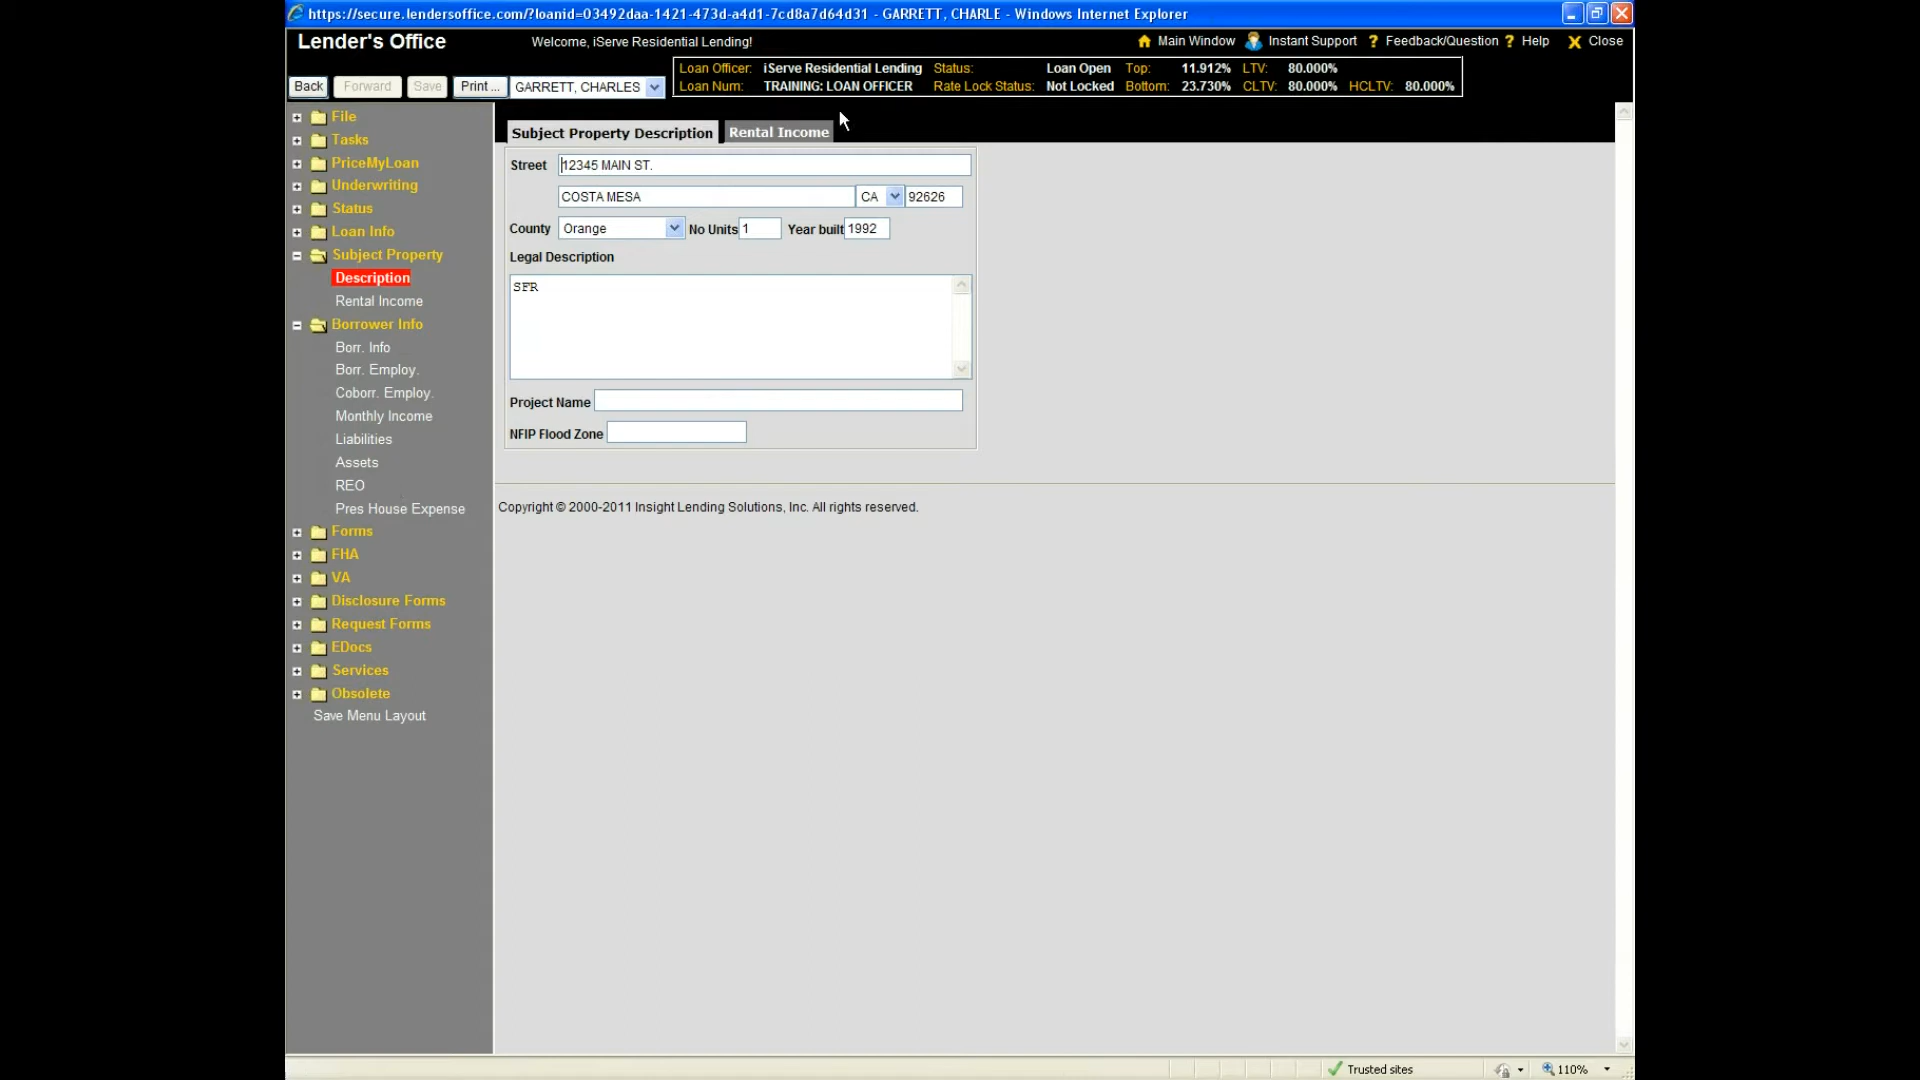 https://secure.lendersoffice.com/?loanid=03492daa-1421-473d-a4d1-7cd8a7d64d31 - GARRETT, CHARLE - Windows Internet Explorer
Lender's Office Welcome, iServe Residential Lending! Main Window Instant Support ? Feedback/Question ? Help X Close
Loan Officer: iServe Residential Lending Status: Loan Open Top: 11.912% LTV: 80.000%
Back Forward Save Print ... GARRETT, CHARLES Loan Num: TRAINING: LOAN OFFICER Rate Lock Status: Not Locked Bottom: 23.730% CLTV: 80.000% HCLTV: 80.000%
File
Tasks
PriceMyLoan
Underwriting
Status
Loan Info
Subject Property
Description
Rental Income
Borrower Info
Borr. Info
Borr. Employ.
Coborr. Employ.
Monthly Income
Liabilities
Assets
REO
Pres House Expense
Forms
FHA
VA
Disclosure Forms
Request Forms
EDocs
Services
Obsolete
Save Menu Layout
Subject Property Description Rental Income
Street 12345 MAIN ST.
COSTA MESA CA 92626
County Orange No Units 1 Year built 1992
Legal Description
SFR
Project Name
NFIP Flood Zone
Copyright © 2000-2011 Insight Lending Solutions, Inc. All rights reserved.
Trusted sites 110%